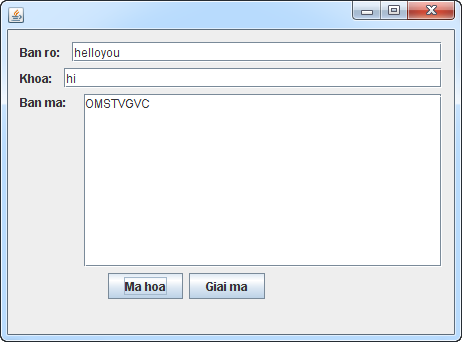 Ban ro: helloyou
Khoa: hi
Ban ma: OMSTVGVC
Ma hoa Giai ma